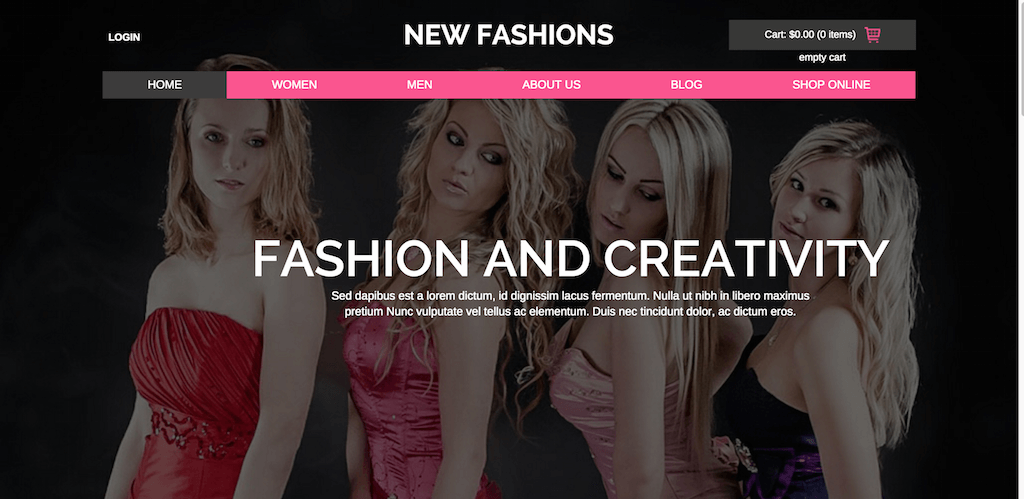 LOGIN
NEW FASHIONS
Cart: $0.00 (0 items)
empty cart
HOME
WOMEN
MEN
ABOUT US
BLOG
SHOP ONLINE
FASHION AND CREATIVITY
Sed dapibus est a lorem dictum, id dignissim lacus fermentum. Nulla ut nibh in libero maximus
pretium Nunc vulputate vel tellus ac elementum. Duis nec tincidunt dolor, ac dictum eros.